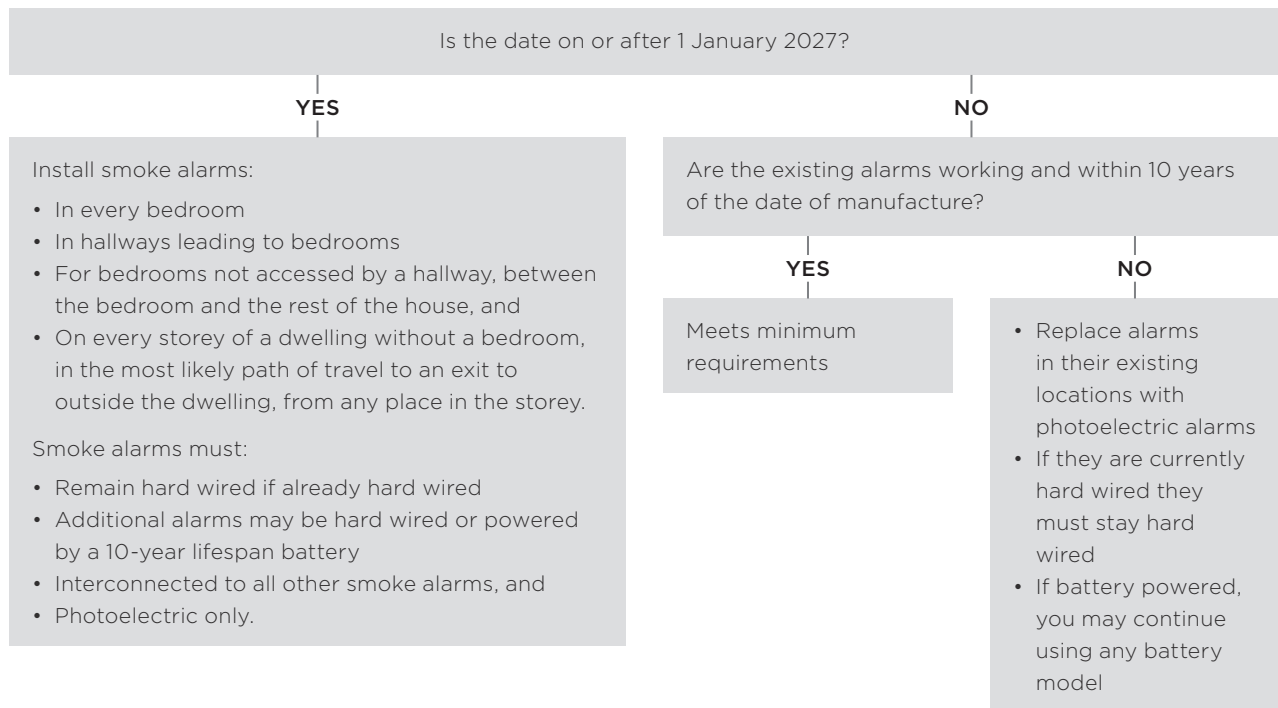 Is the date on or after 1 January 2027?
YES
Install smoke alarms:
• In every bedroom
• In hallways leading to bedrooms
• For bedrooms not accessed by a hallway, between
the bedroom and the rest of the house, and
• On every storey of a dwelling without a bedroom,
in the most likely path of travel to an exit to
outside the dwelling, from any place in the storey.
Smoke alarms must:
• Remain hard wired if already hard wired
• Additional alarms may be hard wired or powered
by a 10-year lifespan battery
• Interconnected to all other smoke alarms, and
• Photoelectric only.
NO
Are the existing alarms working and within 10 years
of the date of manufacture?
YES
Meets minimum
requirements
NO
• Replace alarms
in their existing
locations with
photoelectric alarms
• If they are currently
hard wired they
must stay hard
wired
• If battery powered,
you may continue
using any battery
model